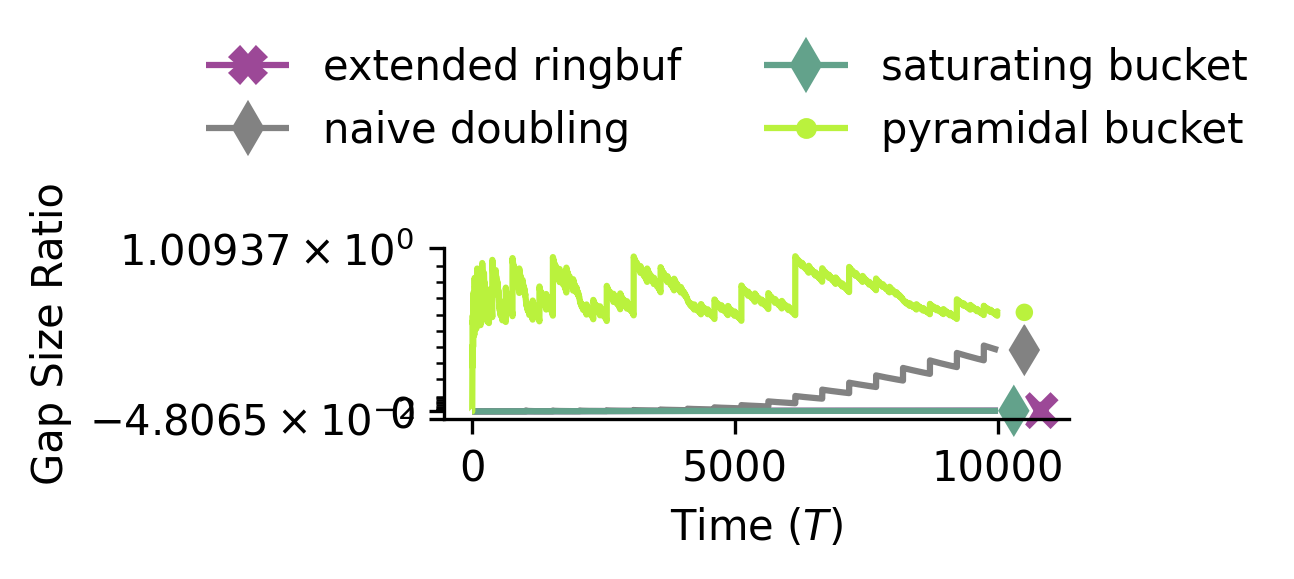 extended ringbuf
saturating bucket
naive doubling
pyramidal bucket
Gap Size Ratio
1.00937 × 10⁰
−4.8065 × 10⁻²
0
0
5000
10000
Time (T)